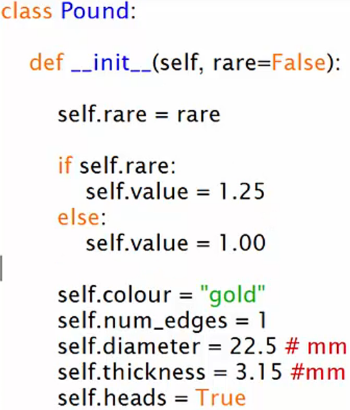 class Pound:
def __init__(self, rare=False):
self.rare = rare
if self.rare:
self.value = 1.25
else:
self.value = 1.00
self.colour = "gold"
self.num_edges = 1
self.diameter = 22.5 # mm
self.thickness = 3.15 #mm
self.heads = True